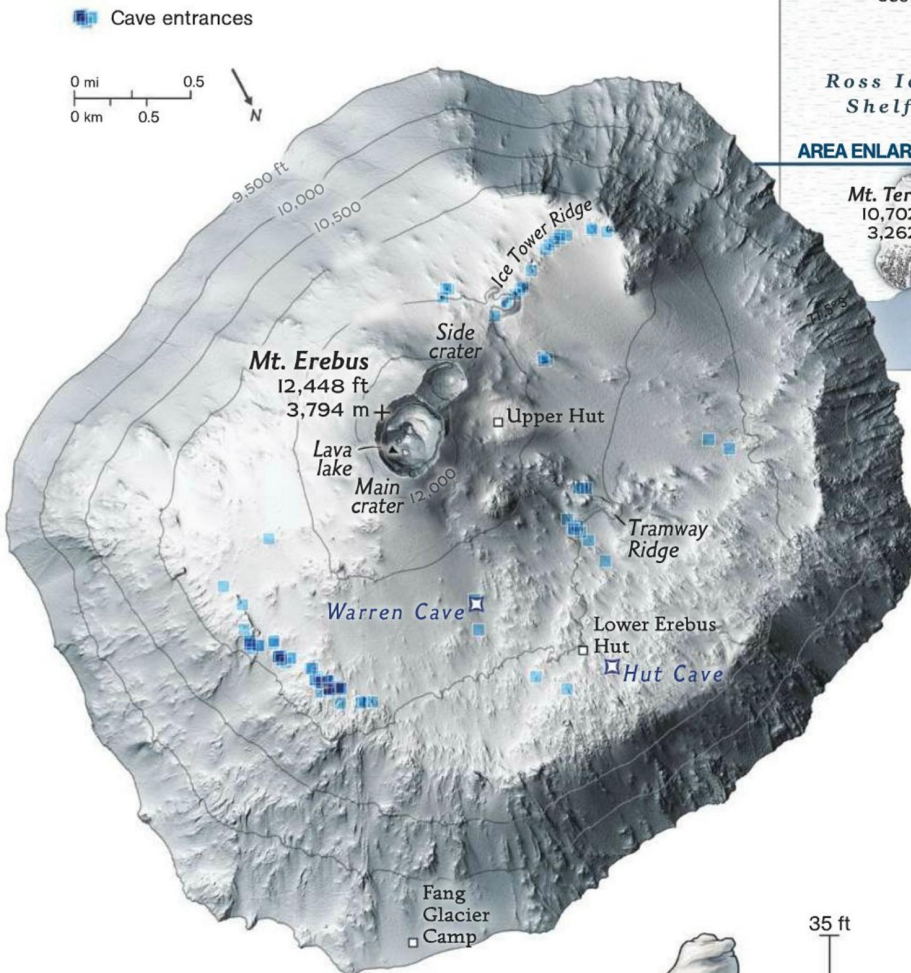 Cave entrances
0 mi 0.5
0 km 0.5
N
Ross
Shelf
AREA ENLAR
Mt. Ter
10,702
3,262
9,500 ft
10,000
10,500
Ice Tower Ridge
Side
crater
Mt. Erebus
12,448 ft
3,794 m
Upper Hut
Lava
lake
Main
crater
12,000
Tramway
Ridge
Warren Cave
Lower Erebus
Hut
Hut Cave
Fang
Glacier
Camp
35 ft